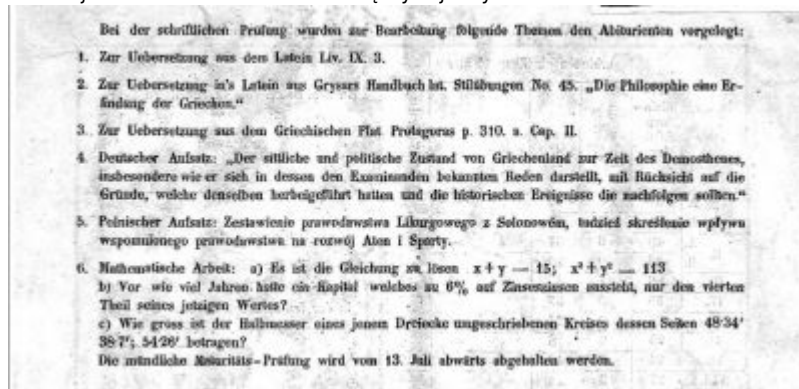 Bei der schriftlichen Prüfung wurden zur Bearbeitung folgende Themen den Abiturienten vorgelegt:
1. Zur Uebersetzung aus dem Latein Liv. IX. 3.
2. Zur Uebersetzung in's Latein aus Grysars Handbuch lat. Stilübungen No. 45. „Die Philosophie eine Er-
findung der Griechen.“
3. Zur Uebersetzung aus dem Griechischen Plat. Protagoras p. 310. a. Cap. II.
4. Deutscher Aufsatz: „Der sittliche und politische Zustand von Griechenland zur Zeit des Demosthenes,
insbesondere wie er sich in dessen den Examinanden bekannten Reden darstellt, mit Rücksicht auf die
Gründe, welche denselben herbeigeführt hatten und die historischen Ereignisse die nachfolgen sollten.“
5. Polnischer Aufsatz: Zestawienie prawodawstwa Likurgowego z Solonowém, tudzież skreślenie wpływu
wspomnionego prawodawstwa na rozwój Aten i Sparty.
6. Mathematische Arbeit: a) Es ist die Gleichung zu lösen x + y = 15; x² + y² = 113
b) Vor wie viel Jahren hatte ein Kapital welches zu 6% auf Zinseszinsen aussteht, nur den vierten
Theil seines jetzigen Wertes?
c) Wie gross ist der Halbmesser eines jenem Dreiecke umgeschriebenen Kreises dessen Seiten 48·34'
38·7'; 54·26' betragen?
Die mündliche Maturitäts-Prüfung wird vom 13. Juli abwärts abgehalten werden.